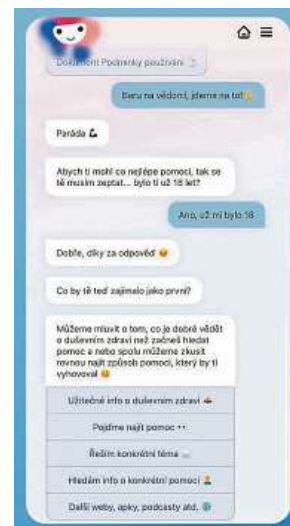 Dokument Podmínky používání
Beru na vědomí, jdeme na to!
Paráda 💪
Abych ti mohl co nejlépe pomoci, tak se
tě musím zeptat... bylo ti už 18 let?
Ano, už mi bylo 18
Dobře, díky za odpověď
Co by tě teď zajímalo jako první?
Můžeme mluvit o tom, co je dobré vědět
o duševním zdraví než začneš hledat
pomoc a nebo spolu můžeme zkusit
rovnou najít způsob pomoci, který by ti
vyhovoval
Užitečné info o duševním zdraví
Pojďme najít pomoc 👀
Řeším konkrétní téma
Hledám info o konkrétní pomoci
Další weby, apky, podcasty atd.